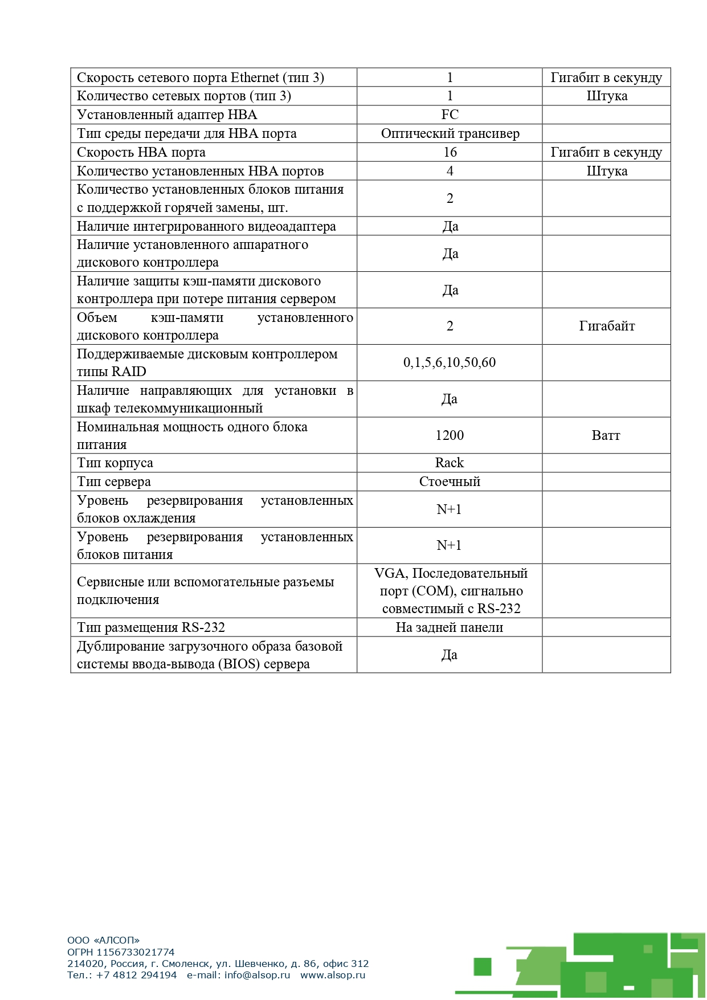 Скорость сетевого порта Ethernet (тип 3) 1 Гигабит в секунду
Количество сетевых портов (тип 3) 1 Штука
Установленный адаптер HBA FC
Тип среды передачи для HBA порта Оптический трансивер
Скорость HBA порта 16 Гигабит в секунду
Количество установленных HBA портов 4 Штука
Количество установленных блоков питания
с поддержкой горячей замены, шт.
2
Наличие интегрированного видеоадаптера Да
Наличие установленного аппаратного
дискового контроллера
Да
Наличие защиты кэш-памяти дискового
контроллера при потере питания сервером
Да
Объем кэш-памяти установленного
дискового контроллера
2 Гигабайт
Поддерживаемые дисковым контроллером
типы RAID
0,1,5,6,10,50,60
Наличие направляющих для установки в
шкаф телекоммуникационный
Да
Номинальная мощность одного блока
питания
1200 Ватт
Тип корпуса Rack
Тип сервера Стоечный
Уровень резервирования установленных
блоков охлаждения
N+1
Уровень резервирования установленных
блоков питания
N+1
Сервисные или вспомогательные разъемы
подключения
VGA, Последовательный
порт (COM), сигнально
совместимый с RS-232
Тип размещения RS-232 На задней панели
Дублирование загрузочного образа базовой
системы ввода-вывода (BIOS) сервера
Да
ООО «АЛСОП»
ОГРН 1156733021774
214020, Россия, г. Смоленск, ул. Шевченко, д. 86, офис 312
Тел.: +7 4812 294194 e-mail: info@alsop.ru www.alsop.ru